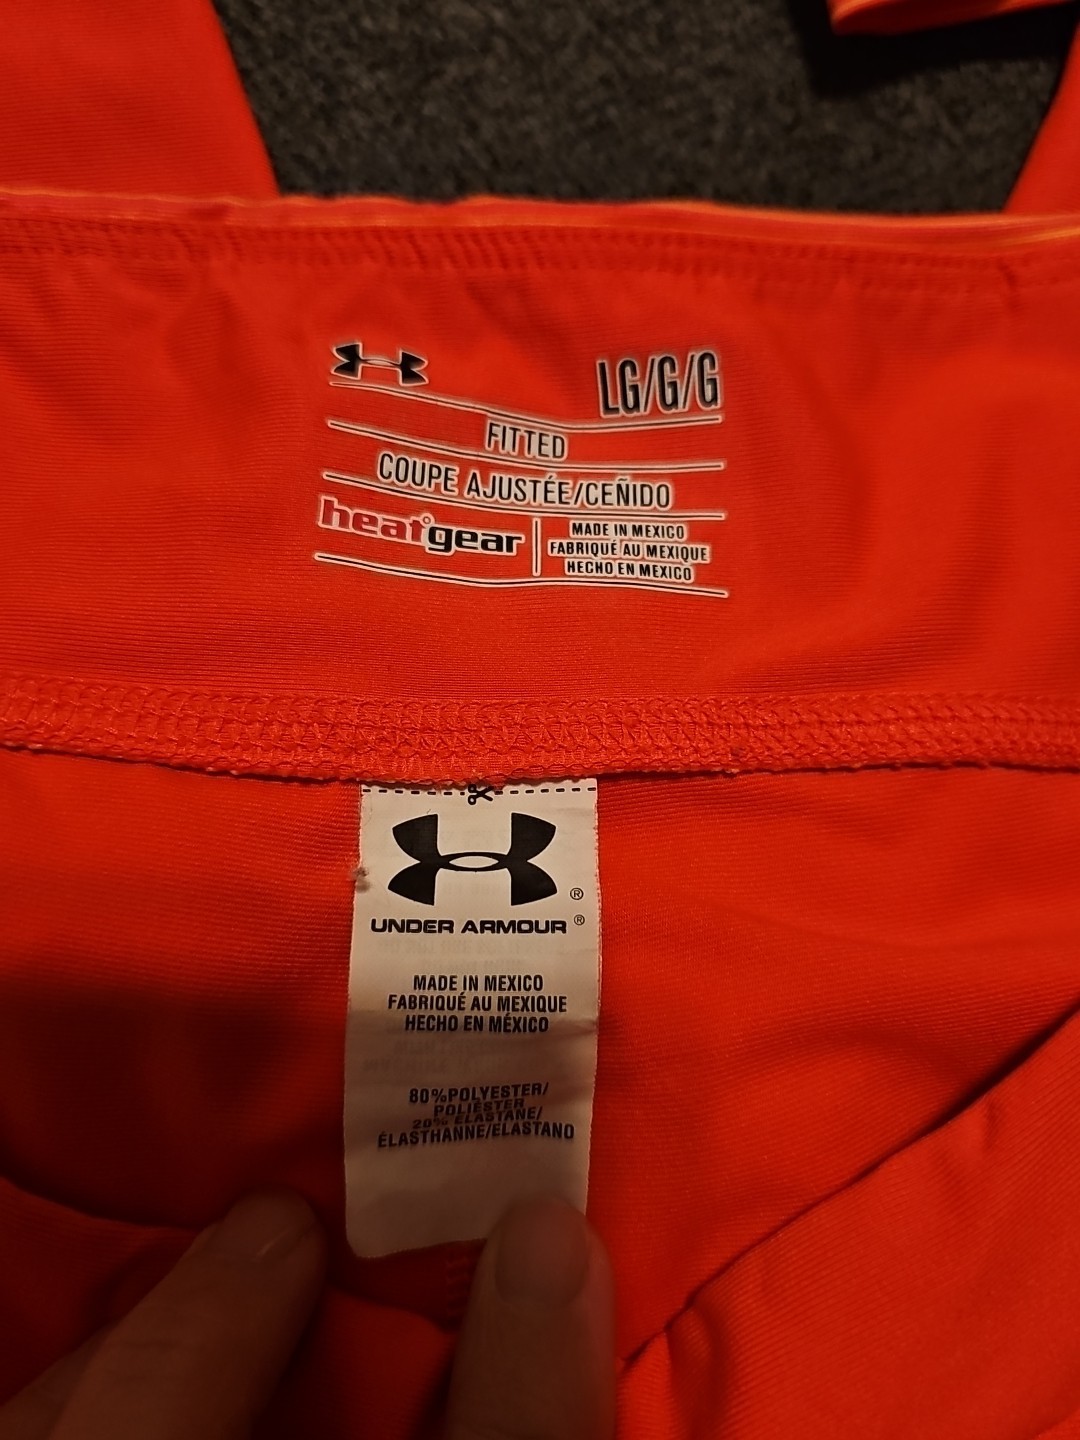 LG/G/G
FITTED
COUPE AJUSTÉE/CEÑIDO
heatgear
MADE IN MEXICO
FABRIQUÉ AU MEXIQUE
HECHO EN MEXICO
®
UNDER ARMOUR®
MADE IN MEXICO
FABRIQUÉ AU MEXIQUE
HECHO EN MÉXICO
80%POLYESTER/
POLIÉSTER
20% ELASTANE/
ÉLASTHANNE/ELASTANO